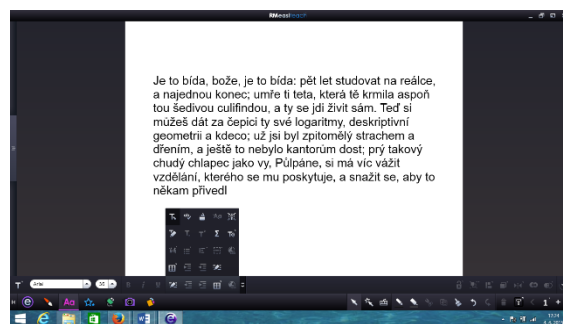 RMeasiteach
Je to bída, bože, je to bída: pět let studovat na reálce,
a najednou konec; umře ti teta, která tě krmila aspoň
tou šedivou culifindou, a ty se jdi živit sám. Teď si
můžeš dát za čepici ty své logaritmy, deskriptivní
geometrii a kdeco; už jsi byl zpitomělý strachem a
dřením, a ještě to nebylo kantorům dost; prý takový
chudý chlapec jako vy, Půlpáne, si má víc vážit
vzdělání, kterého se mu poskytuje, a snažit se, aby to
někam přivedl
Arial